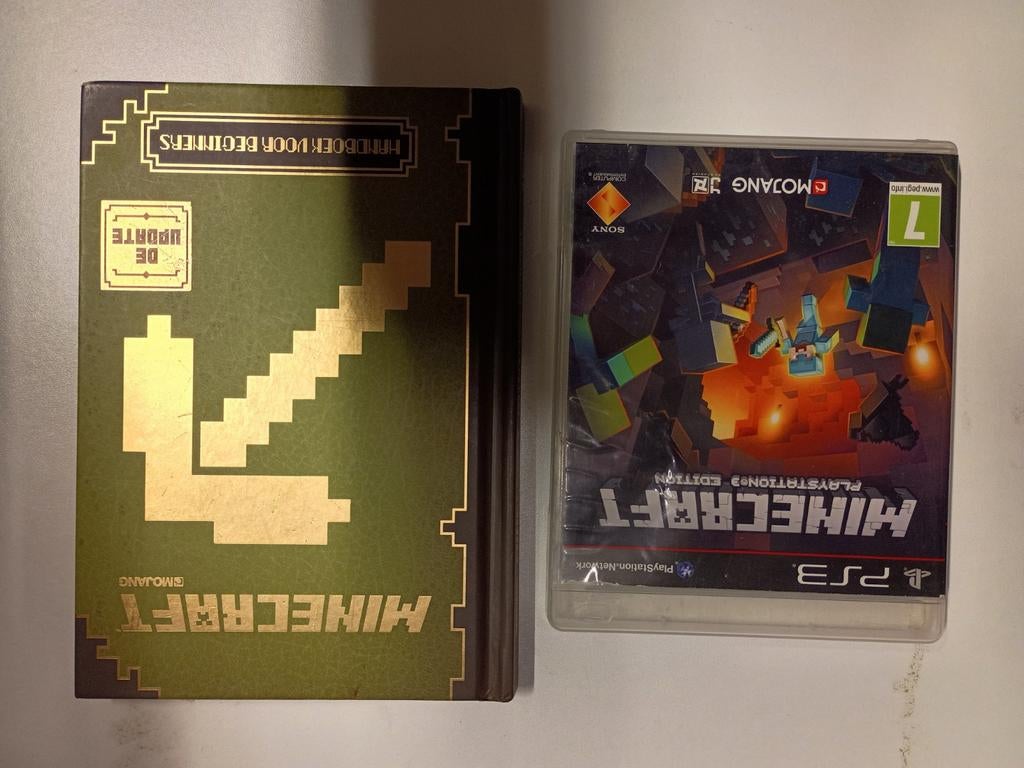 MINECRAFT
MOJANG
DE
UPDATE
HANDBOEK VOOR BEGINNERS
PS3
PlayStation Network
MINECRAFT
PLAYSTATION®3 EDITION
7
www.pegi.info
MOJANG
4J
SONY
COMPUTER
ENTERTAINMENT®